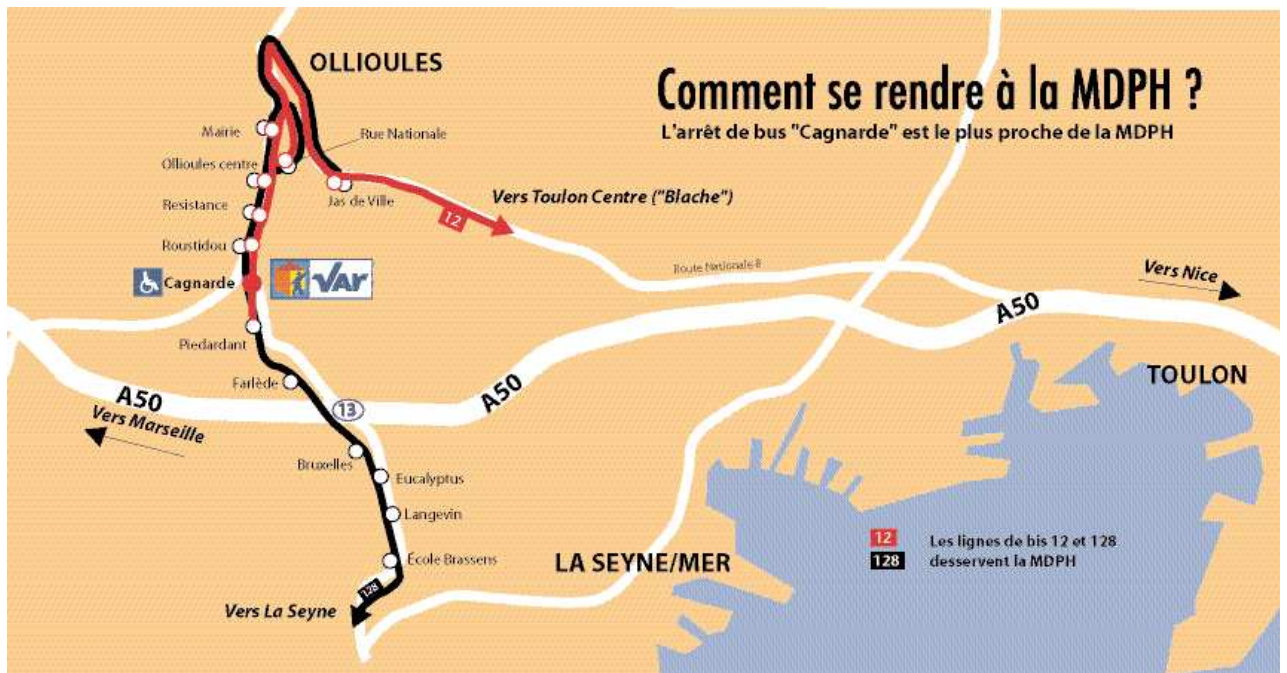 OLLIOULES
Comment se rendre à la MDPH ?
L'arrêt de bus "Cagnarde" est le plus proche de la MDPH
Mairie
Rue Nationale
Ollioules centre
Jas de Ville
Resistance
Vers Toulon Centre ("Blache")
12
Roustidou
Cagnarde
VAR
Route Nationale 8
Vers Nice
A50
Piedardant
Farlède
A50
A50
TOULON
Vers Marseille
13
Bruxelles
Eucalyptus
Langevin
École Brassens
LA SEYNE/MER
12 Les lignes de bis 12 et 128
128 desservent la MDPH
128
Vers La Seyne